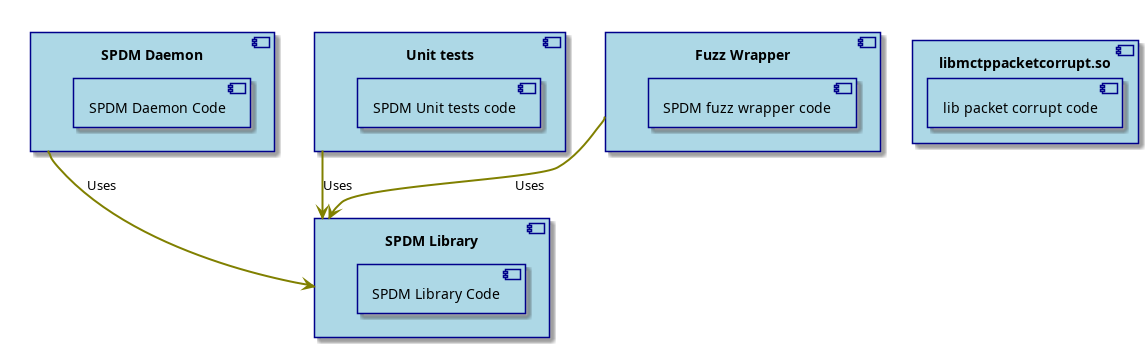 SPDM Daemon
SPDM Daemon Code
Unit tests
SPDM Unit tests code
Fuzz Wrapper
SPDM fuzz wrapper code
libmctppacketcorrupt.so
lib packet corrupt code
Uses
Uses
Uses
SPDM Library
SPDM Library Code